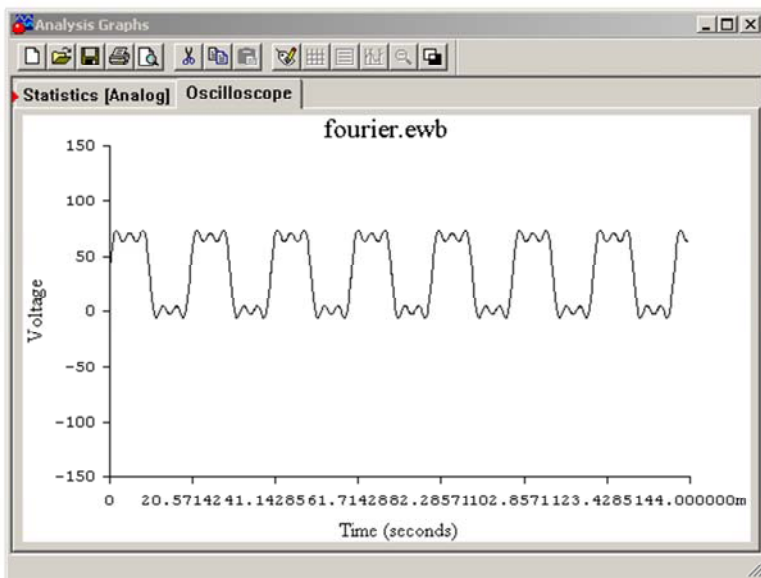 Analysis Graphs
Statistics [Analog] Oscilloscope
fourier.ewb
150
100
50
0
-50
-100
-150
Voltage
0 20.5714241.1428561.7142882.28571102.8571123.4285144.000000m
Time (seconds)